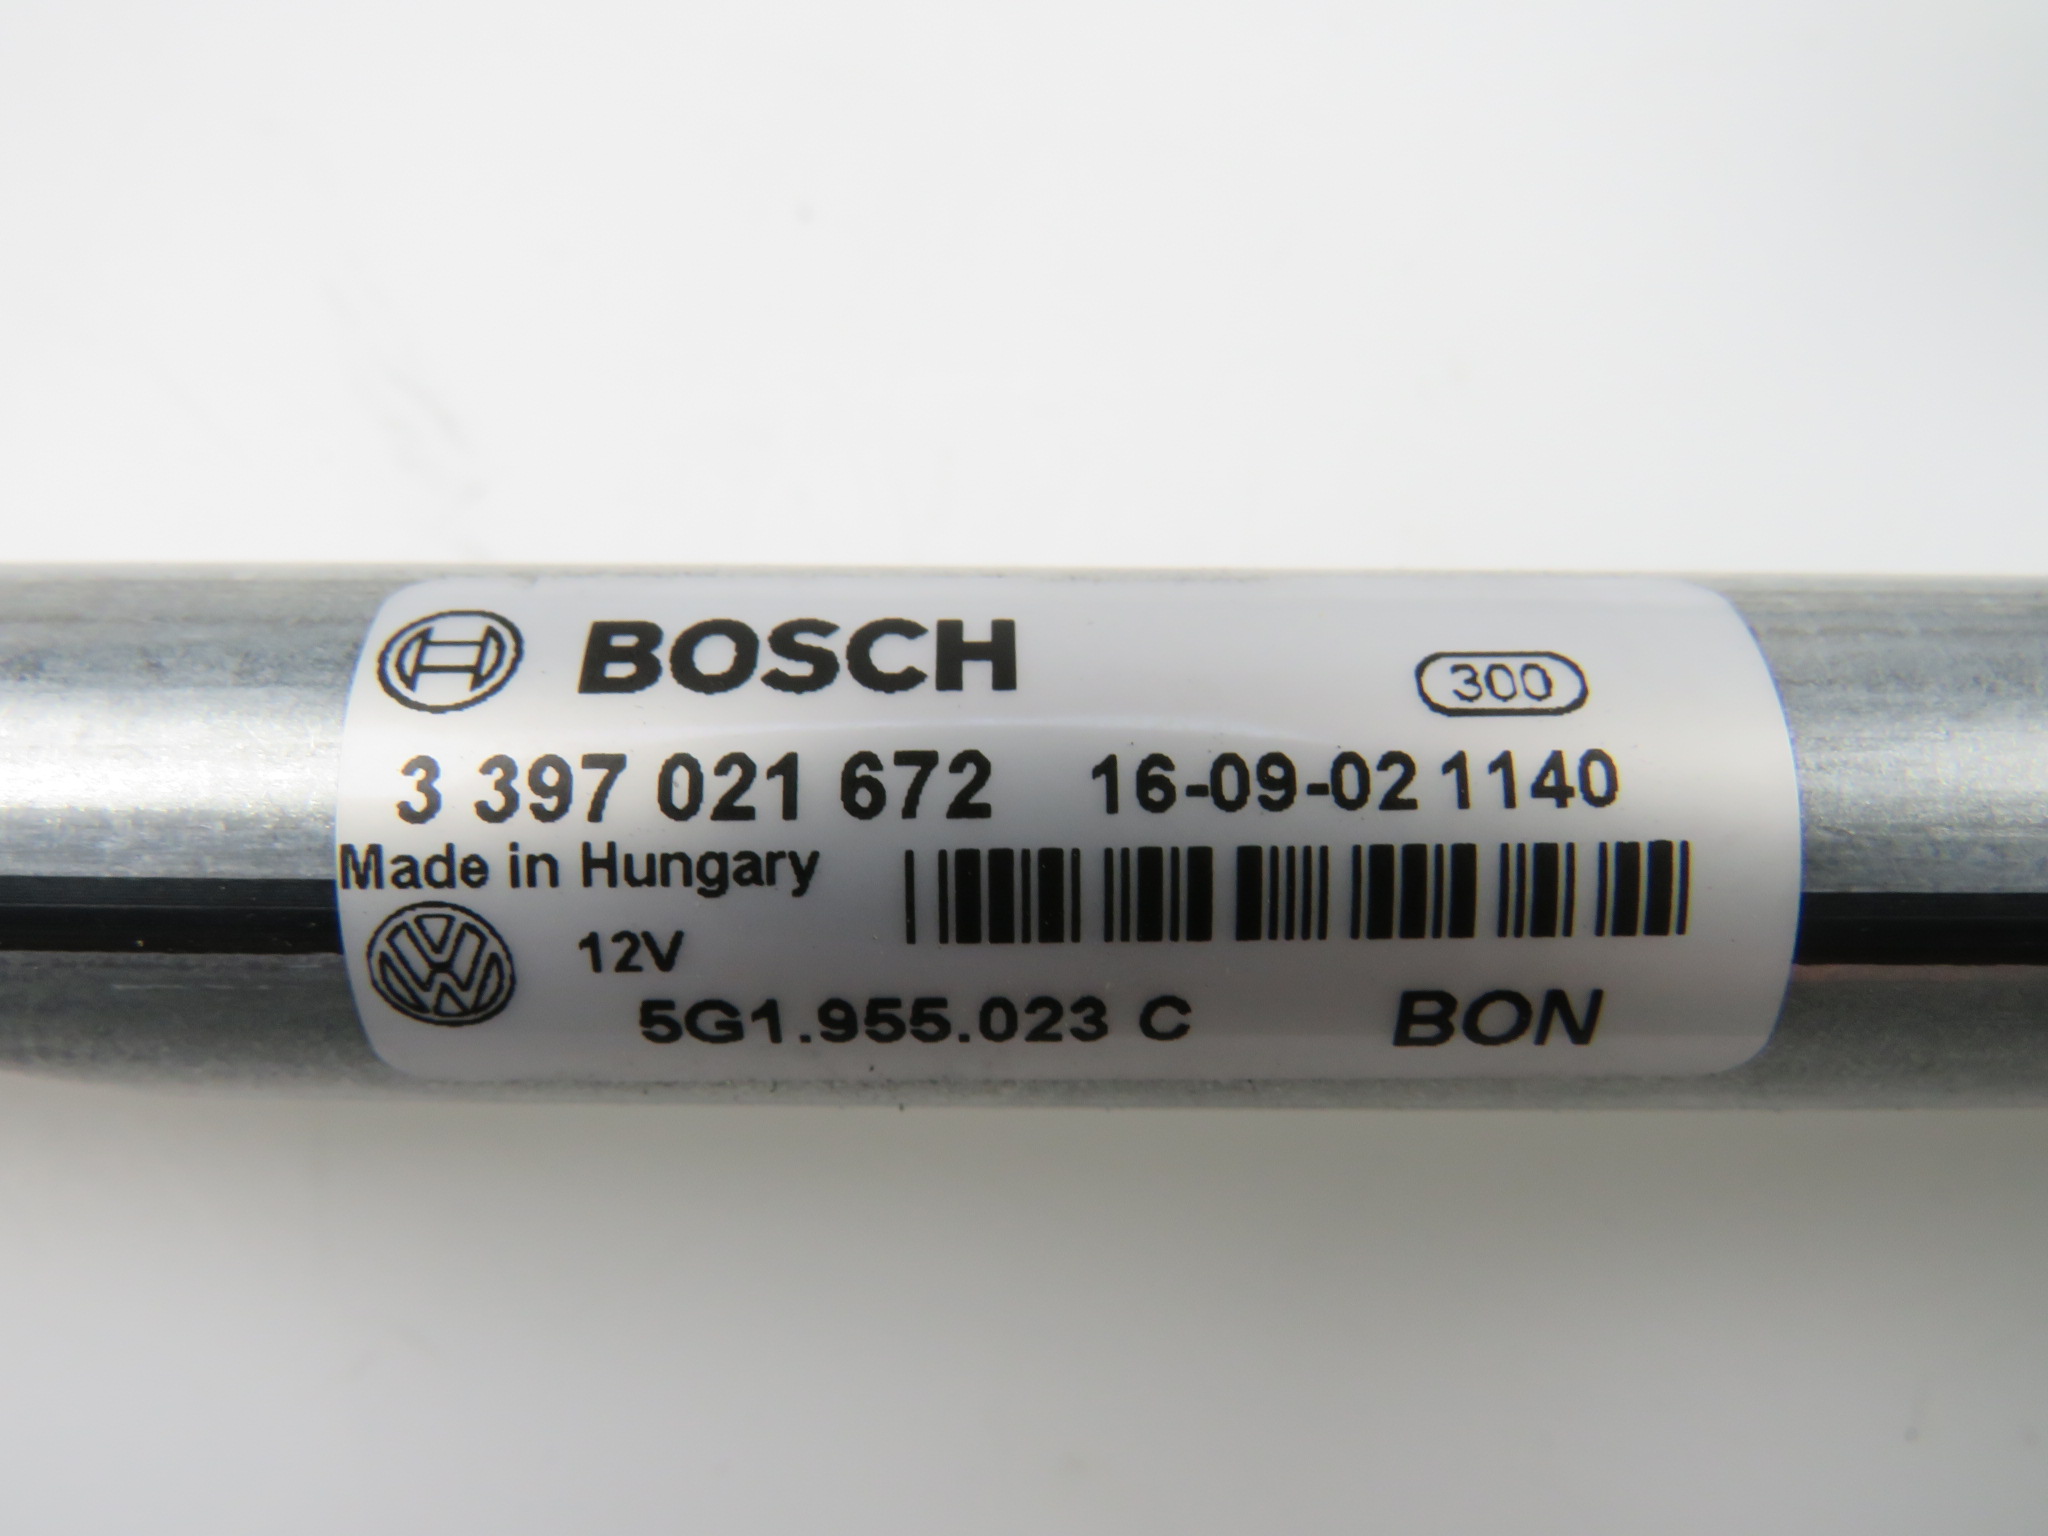 BOSCH 300
3 397 021 672 16-09-02 1140
Made in Hungary
12V
5G1.955.023 C BON